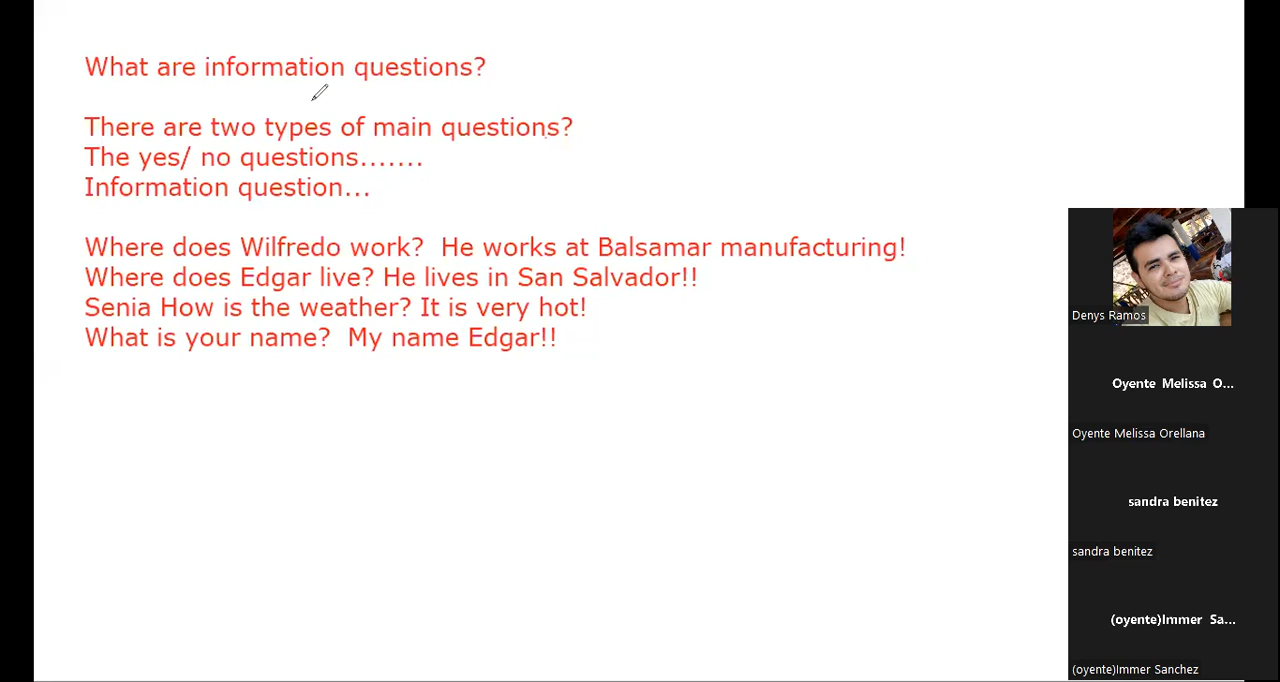 What are information questions?
There are two types of main questions?
The yes/ no questions.......
Information question...
Where does Wilfredo work?  He works at Balsamar manufacturing!
Where does Edgar live? He lives in San Salvador!!
Senia How is the weather? It is very hot!
What is your name?  My name Edgar!!
Denys Ramos
Oyente Melissa O...
Oyente Melissa Orellana
sandra benitez
sandra benitez
(oyente)Immer Sa...
(oyente)Immer Sanchez